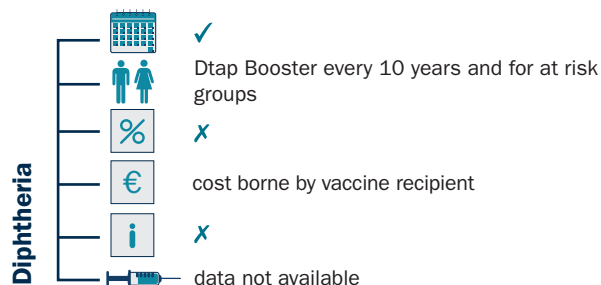 ✓
Dtap Booster every 10 years and for at risk
groups
%
✗
€
cost borne by vaccine recipient
i
✗
data not available
Diphtheria